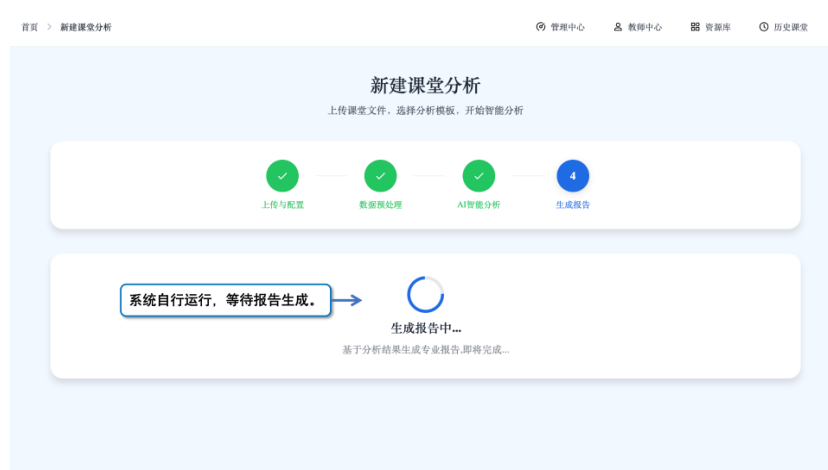 首页 > 新建课堂分析
管理中心 教师中心 资源库 历史课堂
新建课堂分析
上传课堂文件，选择分析模板，开始智能分析
4
上传与配置 数据预处理 AI智能分析 生成报告
系统自行运行，等待报告生成。
生成报告中...
基于分析结果生成专业报告,即将完成...